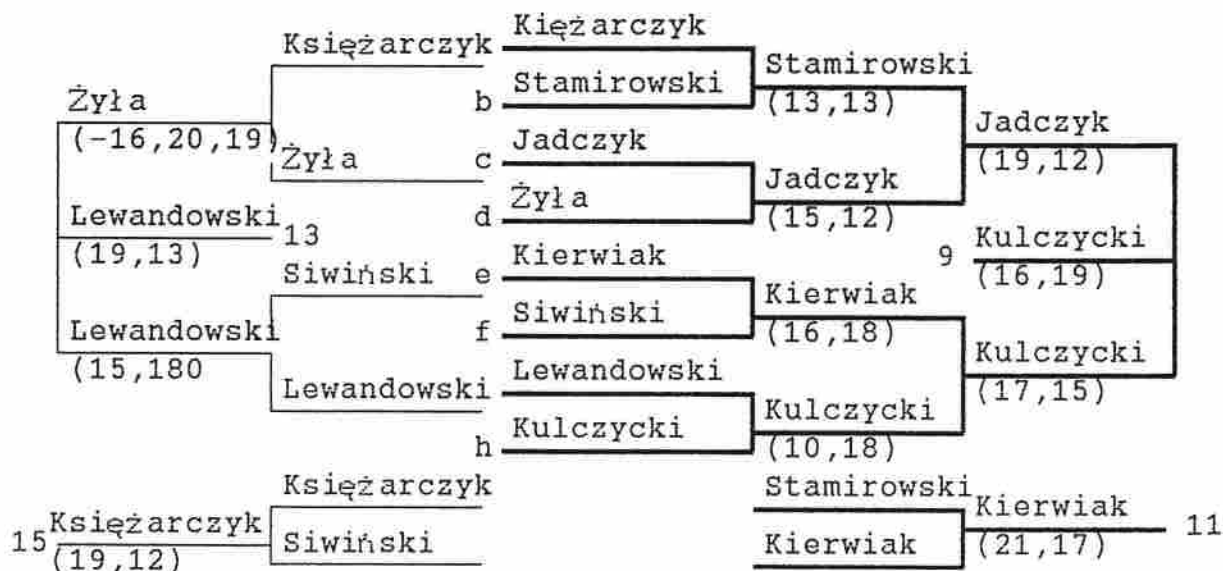 Księżarczyk Kiężarczyk
b Stamirowski Stamirowski
Żyła (13,13)
(-16,20,19) Jadczyk
Żyła c Jadczyk (19,12)
d Żyła Jadczyk
(15,12)
Lewandowski 13
(19,13) 9 Kulczycki
Siwiński e Kierwiak (16,19)
f Siwiński Kierwiak
(16,18)
Lewandowski Kulczycki
(15,180 (17,15)
Lewandowski Lewandowski
h Kulczycki Kulczycki
(10,18)
Księżarczyk Stamirowski
15 Księżarczyk Kierwiak 11
(19,12) (21,17)
Siwiński Kierwiak